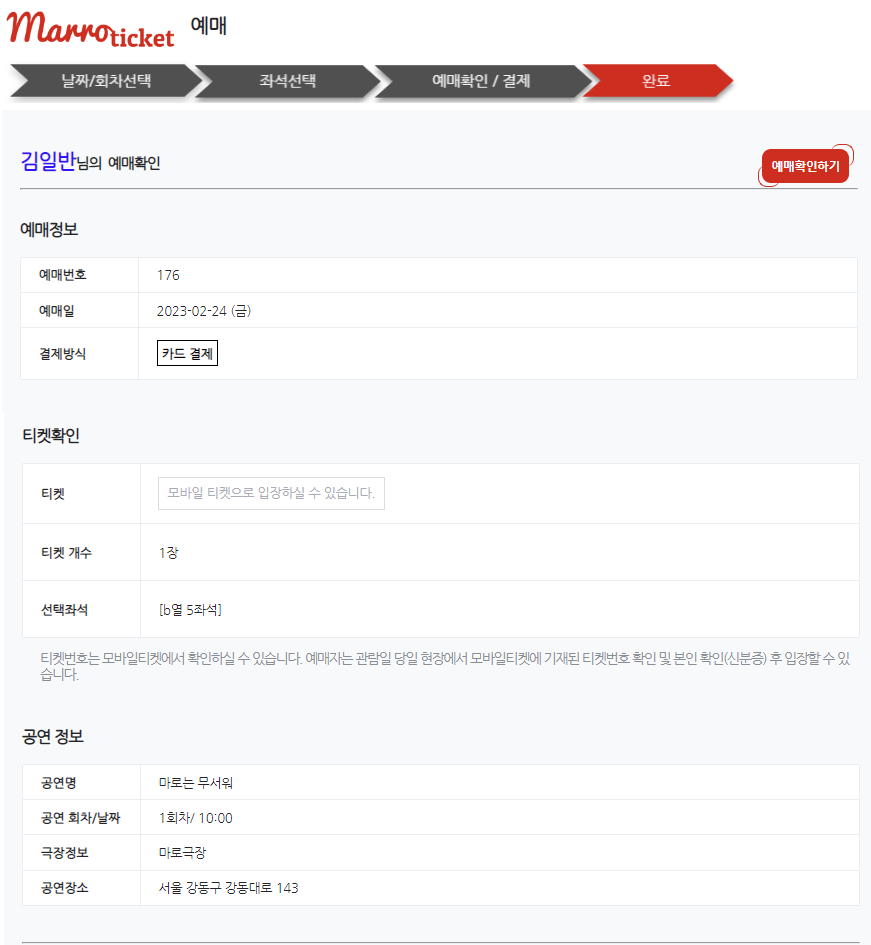 Marroticket 예매
날짜/회차선택 좌석선택 예매확인 / 결제 완료
김일반님의 예매확인 예매확인하기
예매정보
예매번호 176
예매일 2023-02-24 (금)
결제방식 카드 결제
티켓확인
티켓 모바일 티켓으로 입장하실 수 있습니다.
티켓 개수 1장
선택좌석 [b열 5좌석]
티켓번호는 모바일티켓에서 확인하실 수 있습니다. 예매자는 관람일 당일 현장에서 모바일티켓에 기재된 티켓번호 확인 및 본인 확인(신분증) 후 입장할 수 있
습니다.
공연 정보
공연명 마로는 무서워
공연 회차/날짜 1회차/ 10:00
극장정보 마로극장
공연장소 서울 강동구 강동대로 143